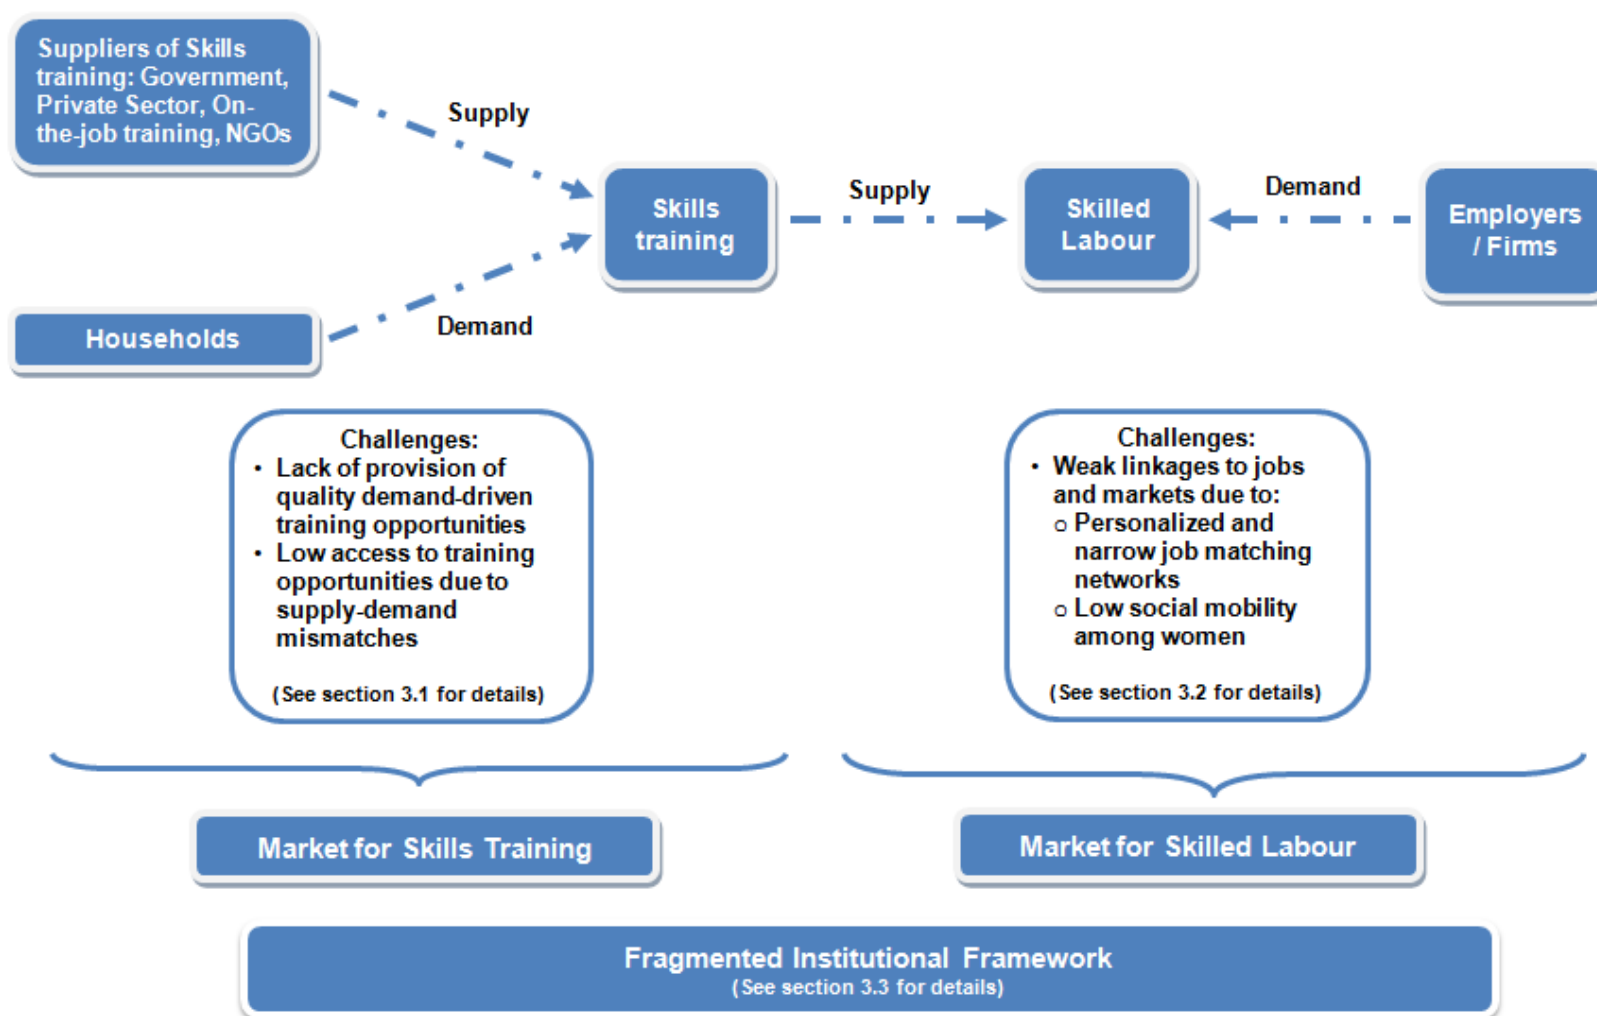 Suppliers of Skills
training: Government,
Private Sector, On-
the-job training, NGOs
Supply
Households
Demand
Skills
training
Supply
Skilled
Labour
Demand
Employers
/ Firms
Challenges:
• Lack of provision of
quality demand-driven
training opportunities
• Low access to training
opportunities due to
supply-demand
mismatches
(See section 3.1 for details)
Challenges:
• Weak linkages to jobs
and markets due to:
o Personalized and
narrow job matching
networks
o Low social mobility
among women
(See section 3.2 for details)
Market for Skills Training
Market for Skilled Labour
Fragmented Institutional Framework
(See section 3.3 for details)